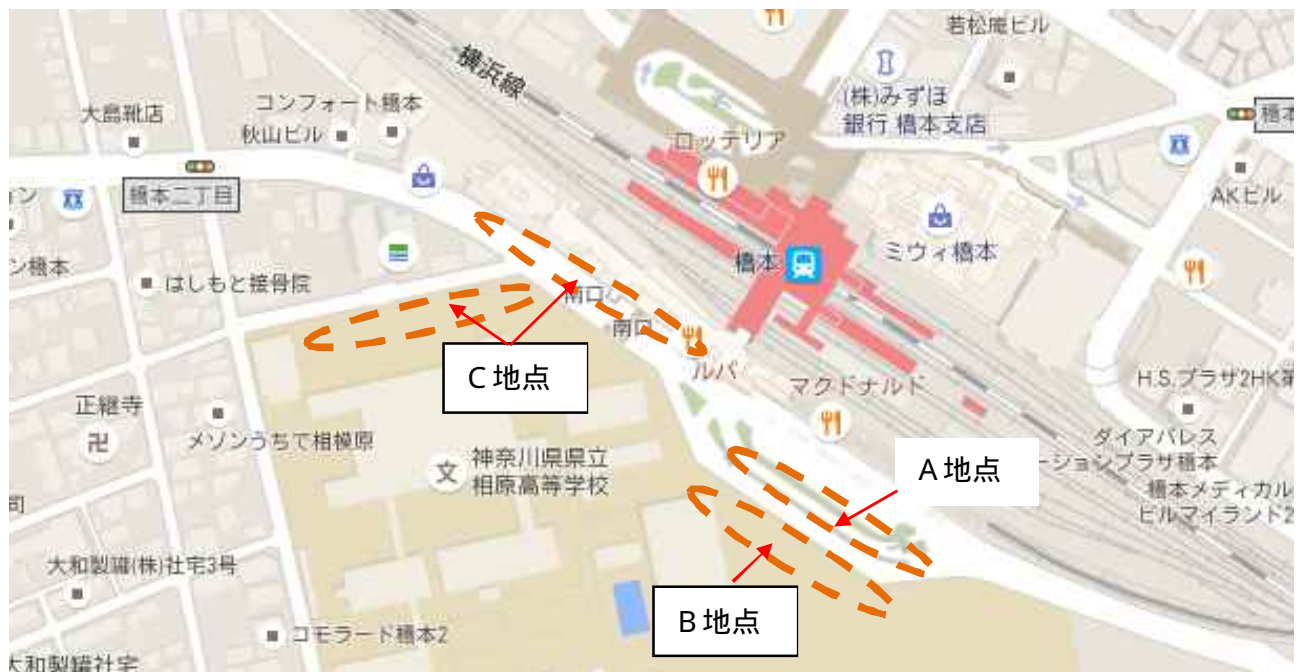 若松庵ビル
横浜線
(株)みずほ
銀行 橋本支店
コンフォート橋本
大島靴店
秋山ビル
ロッテリア
橋本
橋本二丁目
AKビル
ミウィ橋本
橋本
ン橋本
はしもと接骨院
南口
南口
C地点
ルパ
マクドナルド
H.S.プラザ2HK
正継寺
卍
メゾンうちで相模原
文
神奈川県県立
相原高等学校
A地点
ダイアパレス
ーションプラザ橋本
橋本メディカル
ビルマイランド2
司
大和製罐(株)社宅3号
B地点
コモラード橋本2
大和製罐社宅